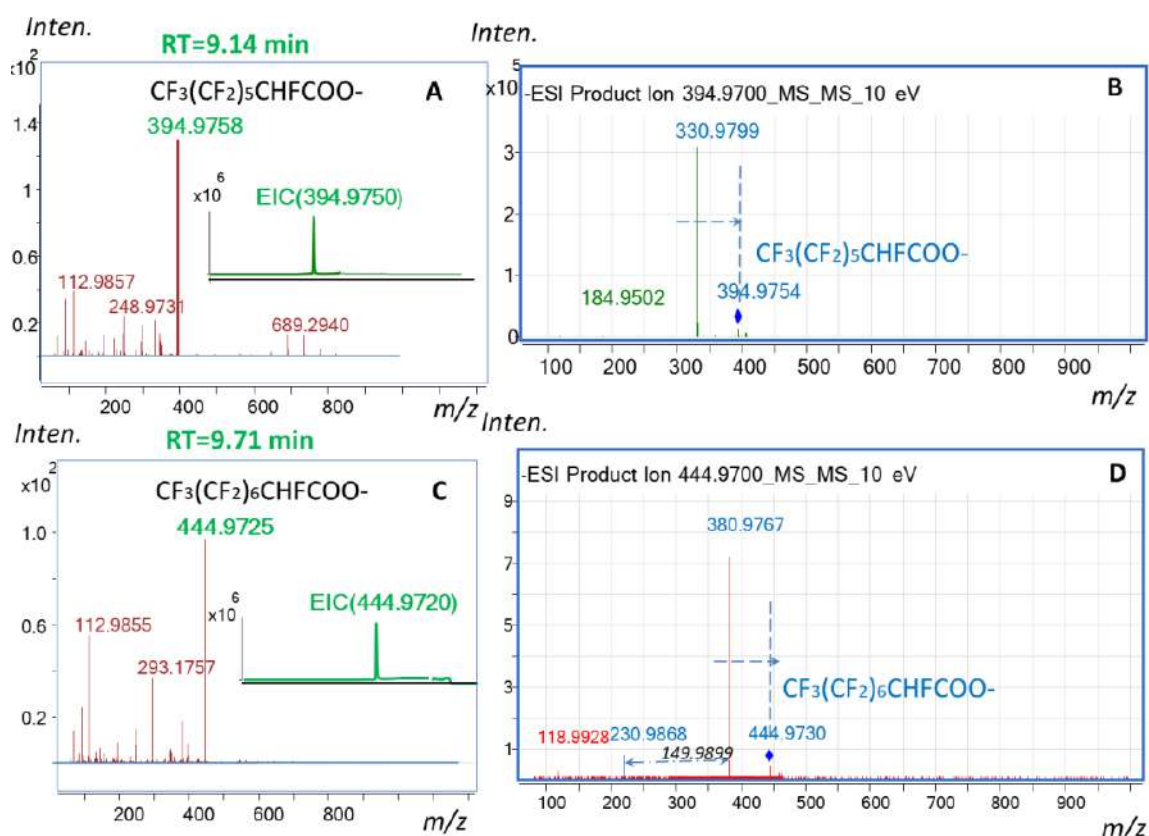 Inten.
RT=9.14 min
x10 2
CF3(CF2)5CHFCOO-
A
394.9758
1.4
1
0.6
0.2
x10 6
EIC(394.9750)
112.9857
248.9731
689.2940
200 400 600 800
m/z
Inten.
x10 5
-ESI Product Ion 394.9700_MS_MS_10 eV
B
330.9799
3
2
1
0
CF3(CF2)5CHFCOO-
184.9502
394.9754
100 200 300 400 500 600 700 800 900
m/z
Inten.
RT=9.71 min
x10 2
CF3(CF2)6CHFCOO-
C
444.9725
1.0
0.6
0.2
x10 6
EIC(444.9720)
112.9855
293.1757
200 400 600 800
m/z
Inten.
-ESI Product Ion 444.9700_MS_MS_10 eV
D
9
7
5
3
1
380.9767
CF3(CF2)6CHFCOO-
118.9928
230.9868
149.9899
444.9730
100 200 300 400 500 600 700 800 900
m/z